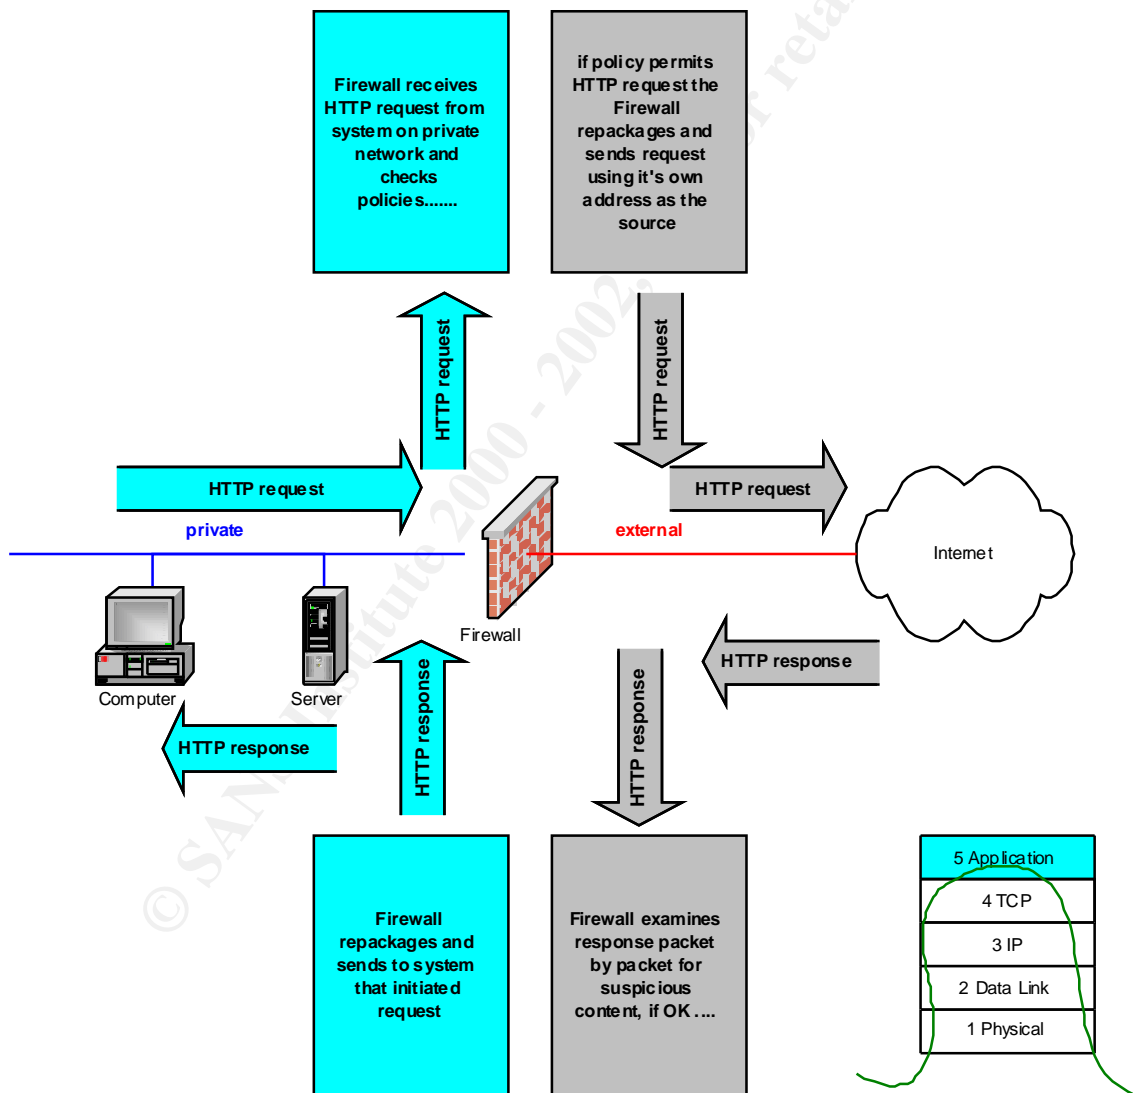 Firewall receives
HTTP request from
system on private
network and
checks
policies.......
if policy permits
HTTP request the
Firewall
repackages and
sends request
using it's own
address as the
source
HTTP request
HTTP request
HTTP request
HTTP request
private
external
Internet
Firewall
Computer
Server
HTTP response
HTTP response
HTTP response
HTTP response
Firewall
repackages and
sends to system
that initiated
request
Firewall examines
response packet
by packet for
suspicious
content, if OK ....
5 Application
4 TCP
3 IP
2 Data Link
1 Physical
© SANS Institute 2000 - 2002,